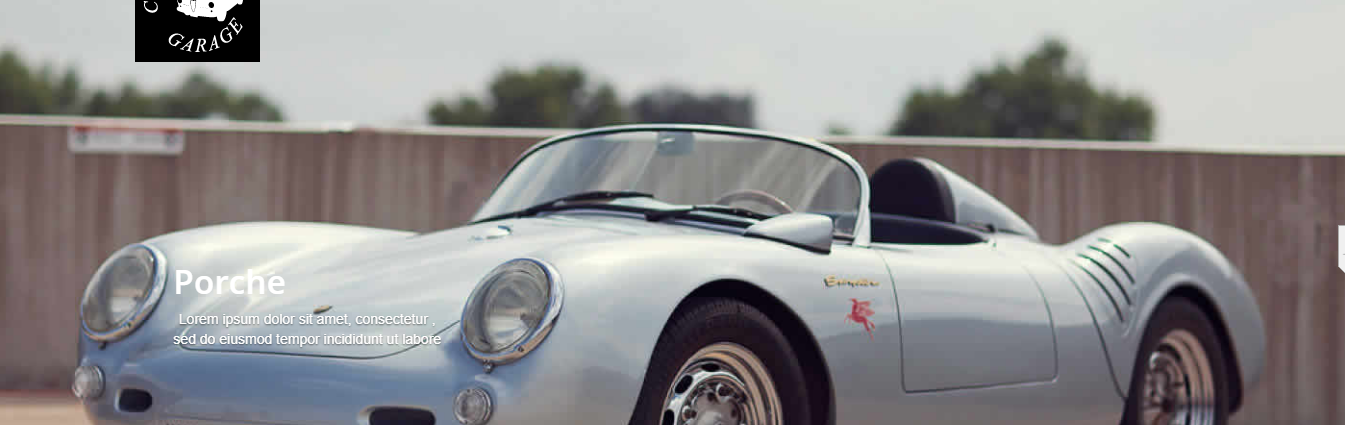 GARAGE
Porche
Lorem ipsum dolor sit amet, consectetur ,
sed do eiusmod tempor incididunt ut labore